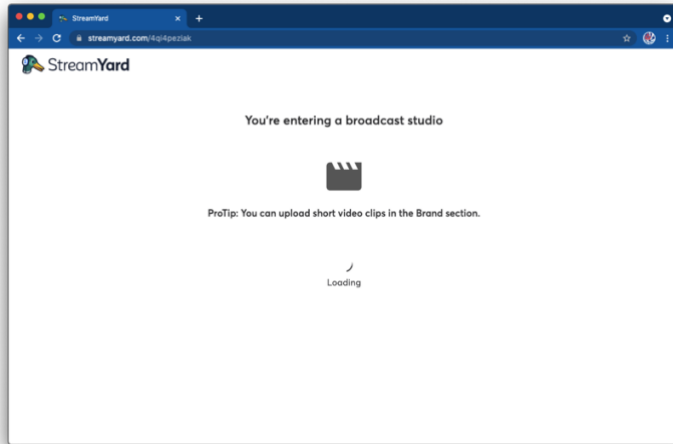 StreamYard
streamyard.com/4qj4peziak
StreamYard
You're entering a broadcast studio
ProTip: You can upload short video clips in the Brand section.
Loading